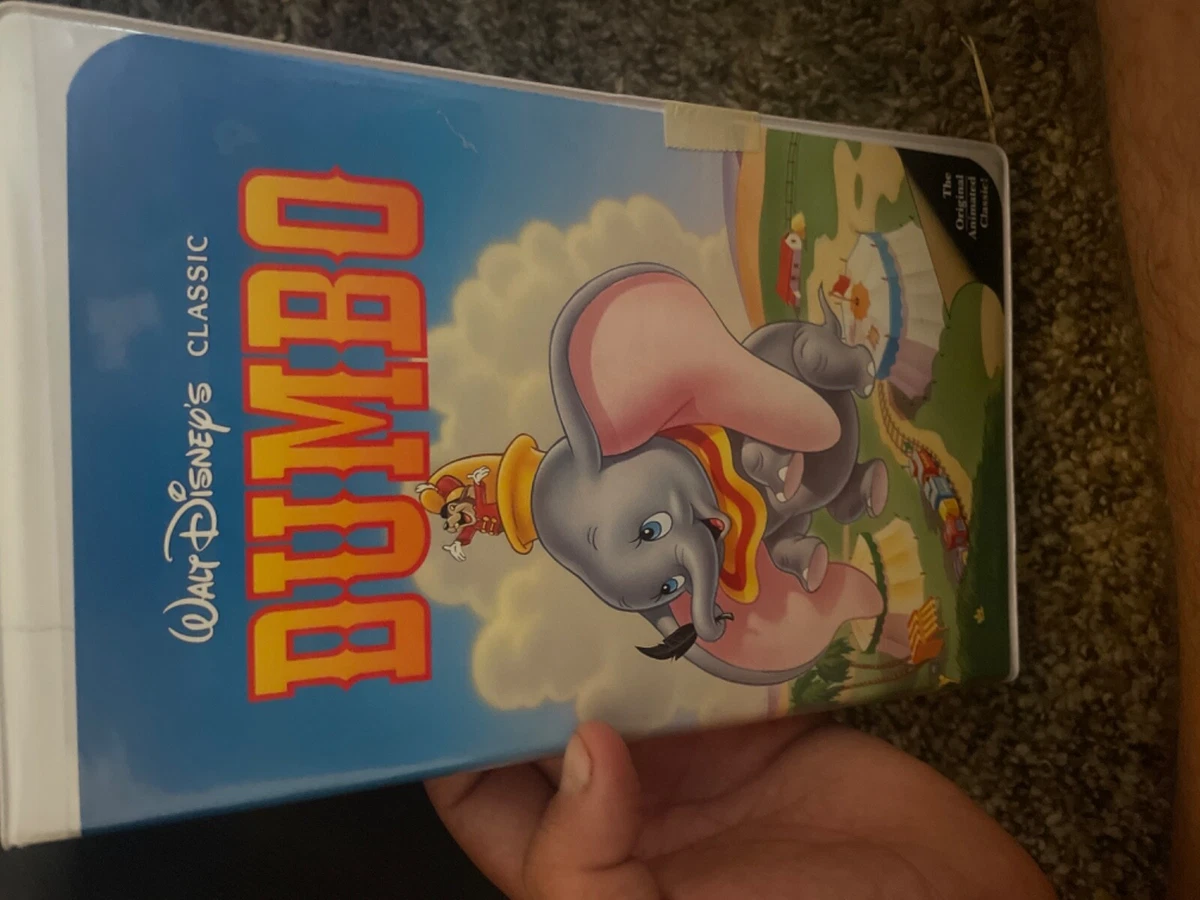 WALT DISNEY'S CLASSIC
DUMBO
The
Original
Animated
Classic!